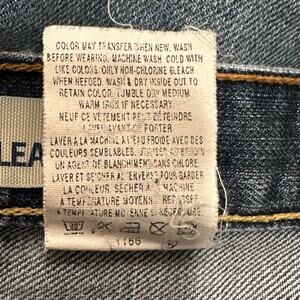 COLOR MAY TRANSFER WHEN NEW. WASH
BEFORE WEARING. MACHINE WASH COLD WITH
LIKE COLORS. ONLY NON-CHLORINE BLEACH
WHEN NEEDED. WASH & DRY INSIDE OUT TO
RETAIN COLOR. TUMBLE DRY MEDIUM
WARM IRON IF NECESSARY.
NEUF CE VETEMENT PEUT DÉTEINDRE
LAVEZ AVANT DE PORTER
LAVER À LA MACHINE À L'EAU FROIDE AVEC DES
COULEURS SEMBLABLES. AU BESOIN UTILISER
UN AGENT DE BLANCHIMENT SANS CHLORE
LAVER ET SÉCHER À L'ENVERS POUR GARDER
LA COULEUR. SÉCHER À LA MACHINE
À TEMPÉRATURE MOYENNE. REPASSER
À TEMPÉRATURE MOYENNE SI NÉCESSAIRE
LEA